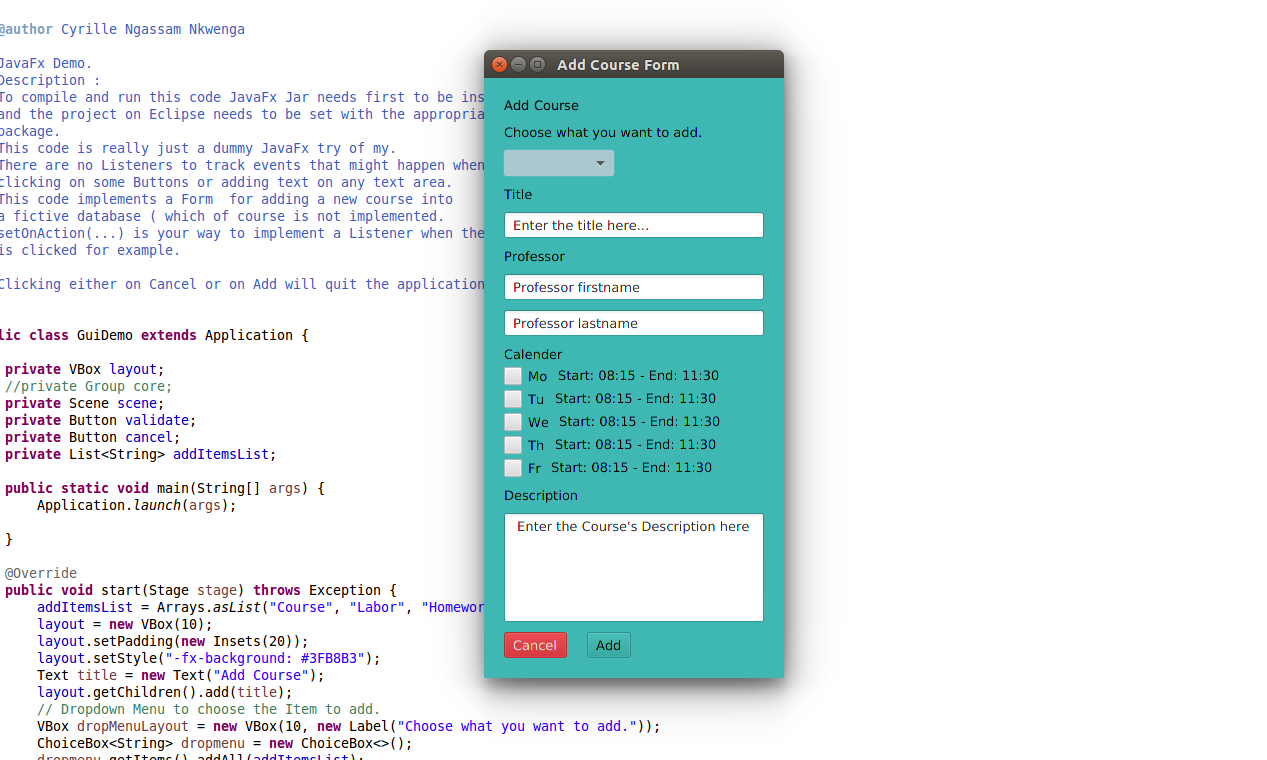 @author Cyrille Ngassam Nkwenga
JavaFx Demo.
Description :
To compile and run this code JavaFx Jar needs first to be ins
and the project on Eclipse needs to be set with the appropria
package.
This code is really just a dummy JavaFx try of my.
There are no Listeners to track events that might happen when
clicking on some Buttons or adding text on any text area.
This code implements a Form  for adding a new course into
a fictive database ( which of course is not implemented.
setOnAction(...) is your way to implement a Listener when the
is clicked for example.
Clicking either on Cancel or on Add will quit the application
lic class GuiDemo extends Application {
private VBox layout;
//private Group core;
private Scene scene;
private Button validate;
private Button cancel;
private List<String> addItemsList;
public static void main(String[] args) {
Application.launch(args);
}
@Override
public void start(Stage stage) throws Exception {
addItemsList = Arrays.asList("Course", "Labor", "Homewor
layout = new VBox(10);
layout.setPadding(new Insets(20));
layout.setStyle("-fx-background: #3FB8B3");
Text title = new Text("Add Course");
layout.getChildren().add(title);
// Dropdown Menu to choose the Item to add.
VBox dropMenuLayout = new VBox(10, new Label("Choose what you want to add."));
ChoiceBox<String> dropmenu = new ChoiceBox<>();
dropmenu.getItems().addAll(addItemsList);
Add Course Form
Add Course
Choose what you want to add.
Title
Enter the title here...
Professor
Professor firstname
Professor lastname
Calender
Mo Start: 08:15 - End: 11:30
Tu Start: 08:15 - End: 11:30
We Start: 08:15 - End: 11:30
Th Start: 08:15 - End: 11:30
Fr Start: 08:15 - End: 11:30
Description
Enter the Course's Description here
Cancel Add